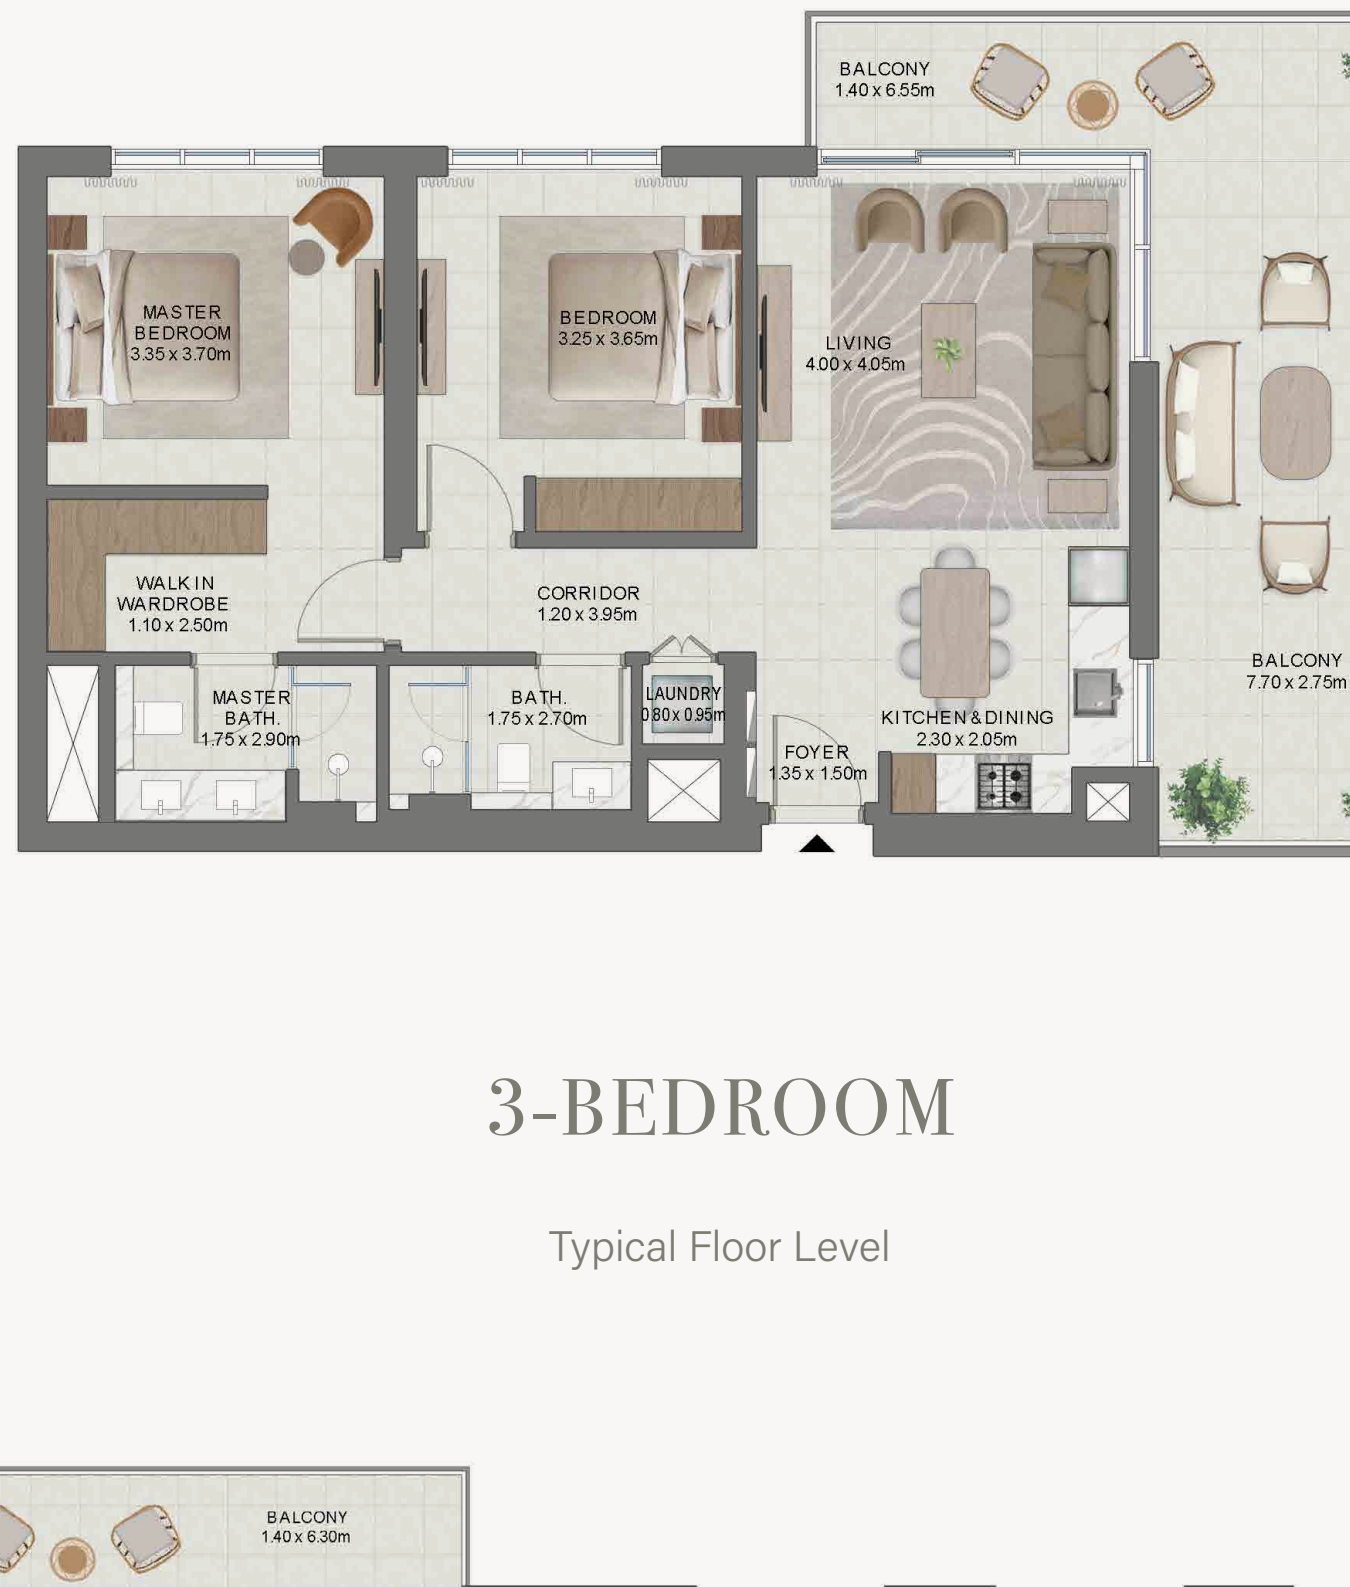 BALCONY
1.40 x 6.55m
MASTER
BEDROOM
3.35 x 3.70m
BEDROOM
3.25 x 3.65m
LIVING
4.00 x 4.05m
WALK IN
WARDROBE
1.10 x 2.50m
CORRIDOR
1.20 x 3.95m
BALCONY
7.70 x 2.75m
MASTER
BATH.
1.75 x 2.90m
BATH.
1.75 x 2.70m
LAUNDRY
0.80 x 0.95m
FOYER
1.35 x 1.50m
KITCHEN & DINING
2.30 x 2.05m
3-BEDROOM
Typical Floor Level
BALCONY
1.40 x 6.30m